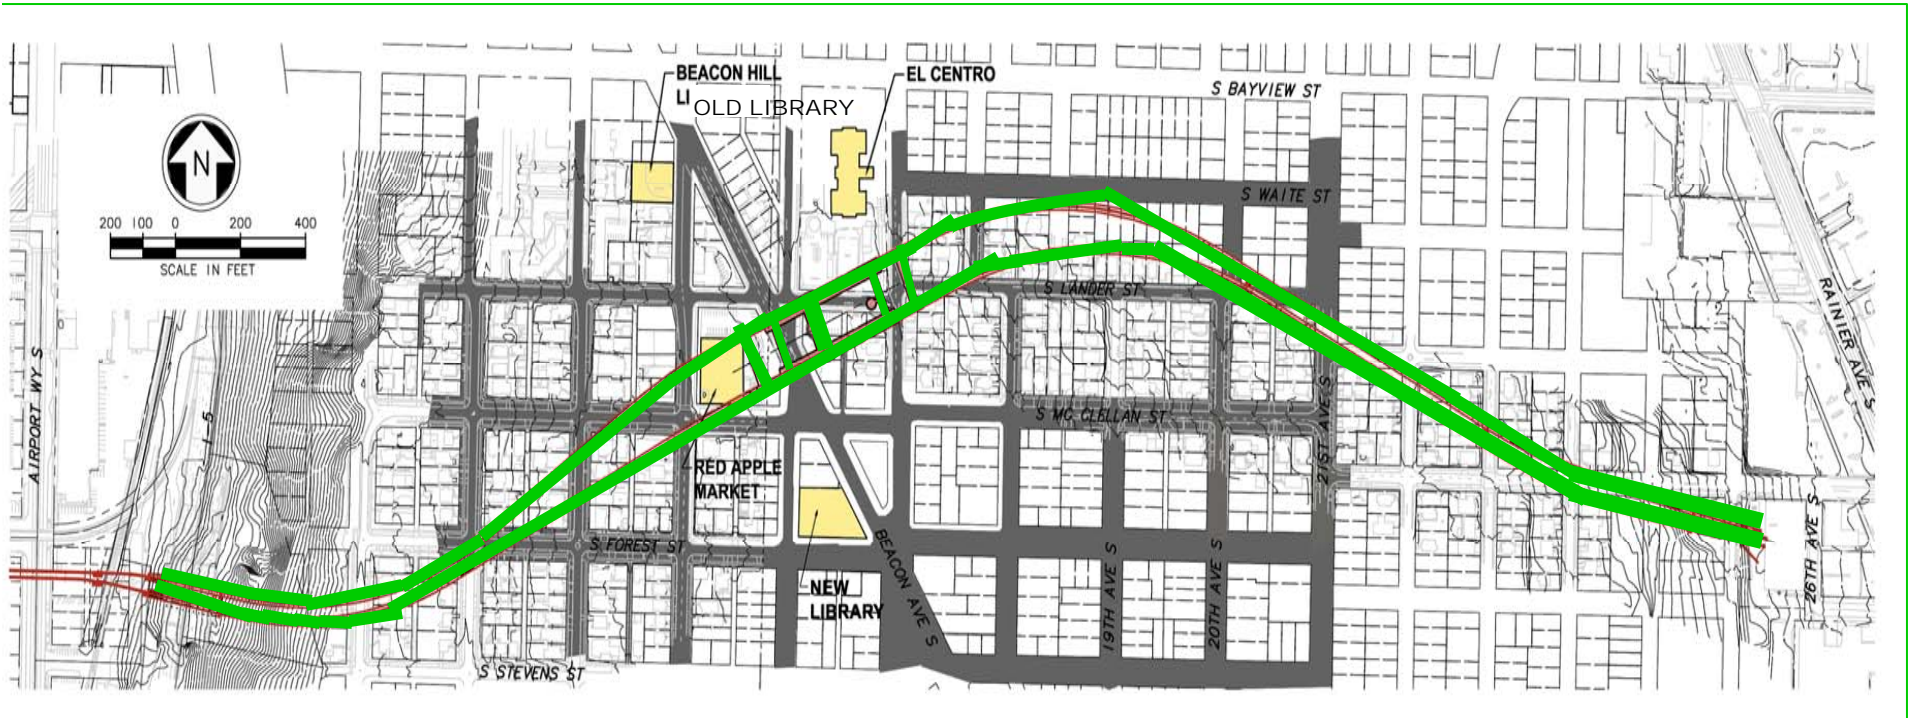 BEACON HILL
LI
OLD LIBRARY
EL CENTRO
S BAYVIEW ST
N
S WAITE ST
200 100 0 200 400
SCALE IN FEET
S LANDER ST
RAINIER AVE S
AIRPORT WY S
I-5
S MC CLELLAN ST
21ST AVE S
RED APPLE
MARKET
S FOREST ST
BEACON AVE S
19TH AVE S
20TH AVE S
26TH AVE S
NEW
LIBRARY
S STEVENS ST